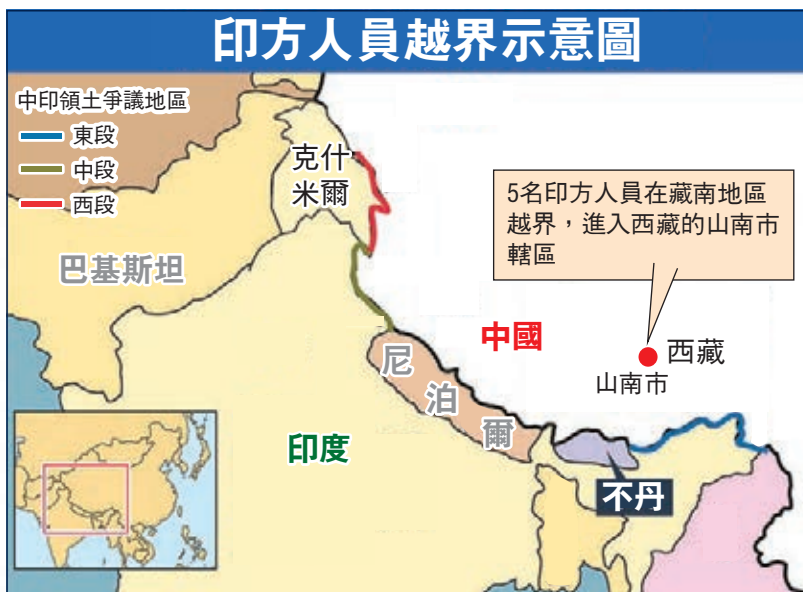 印方人員越界示意圖
中印領土爭議地區
東段
中段
西段
克什
米爾
5名印方人員在藏南地區
越界，進入西藏的山南市
轄區
巴基斯坦
中國
西藏
山南市
尼泊爾
印度
不丹